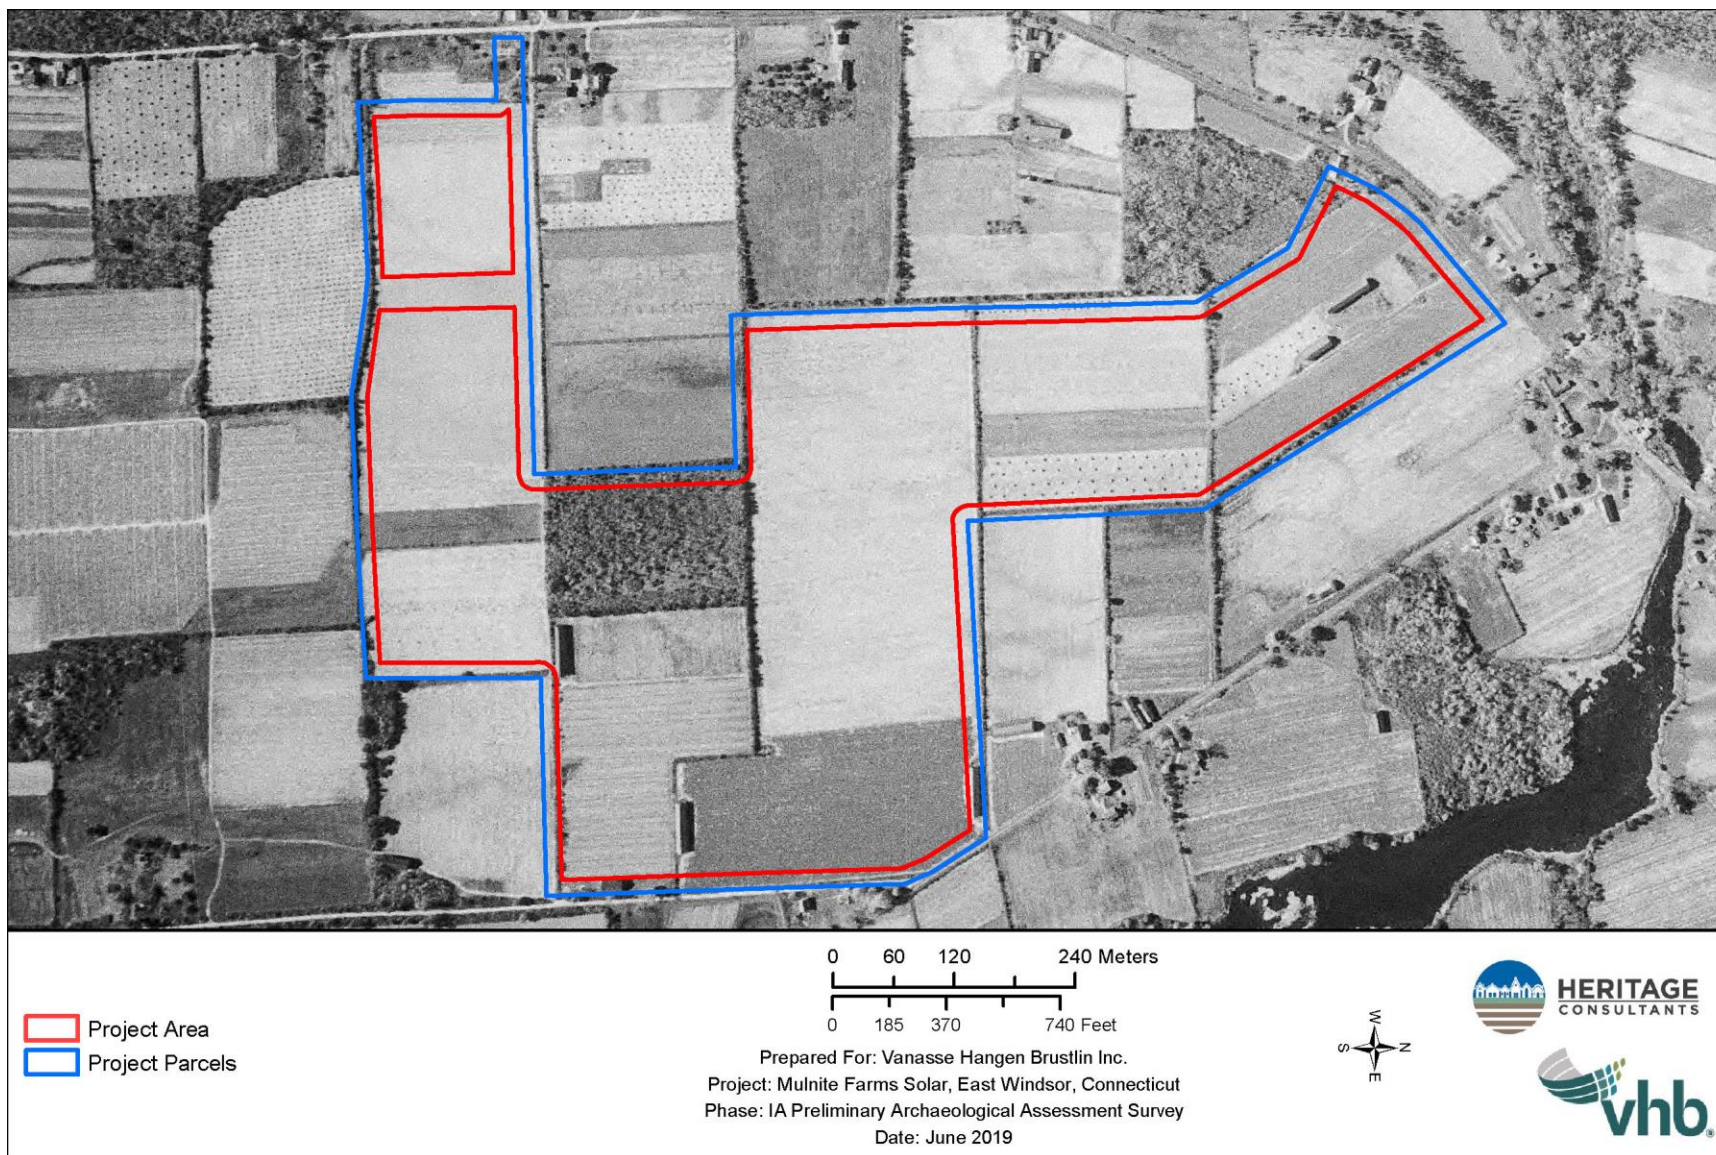 Project Area
Project Parcels
0 60 120 240 Meters
0 185 370 740 Feet
Prepared For: Vanasse Hangen Brustlin Inc.
Project: Mulnite Farms Solar, East Windsor, Connecticut
Phase: IA Preliminary Archaeological Assessment Survey
Date: June 2019
W
S N
E
HERITAGE
CONSULTANTS
vhb®